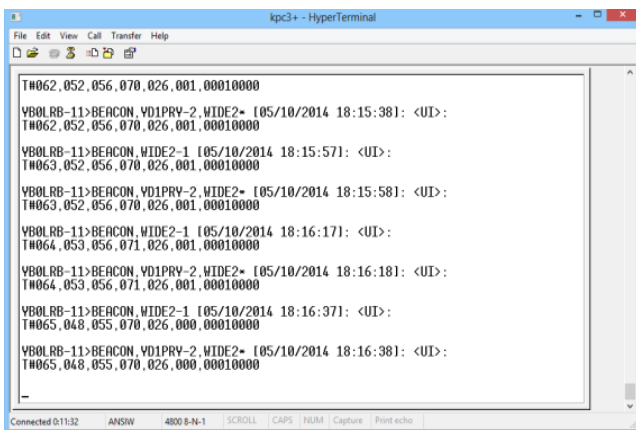 kpc3+ - HyperTerminal
File Edit View Call Transfer Help
T#062,052,056,070,026,001,00010000
YB0LRB-11>BEACON,YD1PRY-2,WIDE2* [05/10/2014 18:15:38]: <UI>:
T#062,052,056,070,026,001,00010000
YB0LRB-11>BEACON,WIDE2-1 [05/10/2014 18:15:57]: <UI>:
T#063,052,056,070,026,001,00010000
YB0LRB-11>BEACON,YD1PRY-2,WIDE2* [05/10/2014 18:15:58]: <UI>:
T#063,052,056,070,026,001,00010000
YB0LRB-11>BEACON,WIDE2-1 [05/10/2014 18:16:17]: <UI>:
T#064,053,056,071,026,001,00010000
YB0LRB-11>BEACON,YD1PRY-2,WIDE2* [05/10/2014 18:16:18]: <UI>:
T#064,053,056,071,026,001,00010000
YB0LRB-11>BEACON,WIDE2-1 [05/10/2014 18:16:37]: <UI>:
T#065,048,055,070,026,000,00010000
YB0LRB-11>BEACON,YD1PRY-2,WIDE2* [05/10/2014 18:16:38]: <UI>:
T#065,048,055,070,026,000,00010000
Connected 0:11:32 ANSIW 4800 8-N-1 SCROLL CAPS NUM Capture Print echo